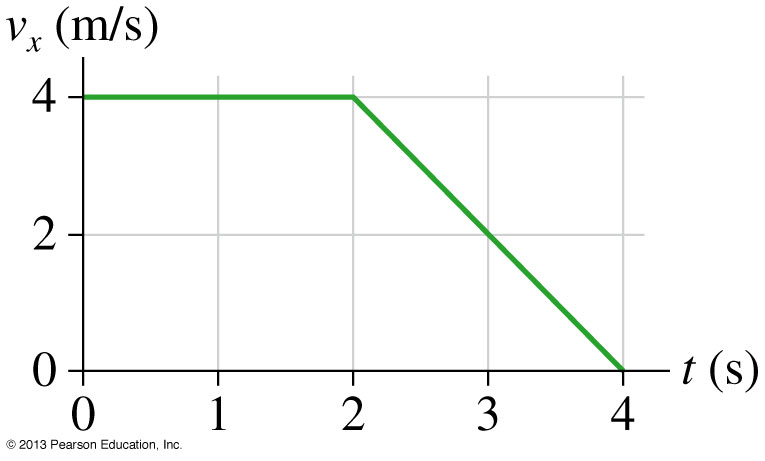 vₓ (m/s)
4
2
0
0 1 2 3 4
t (s)
© 2013 Pearson Education, Inc.